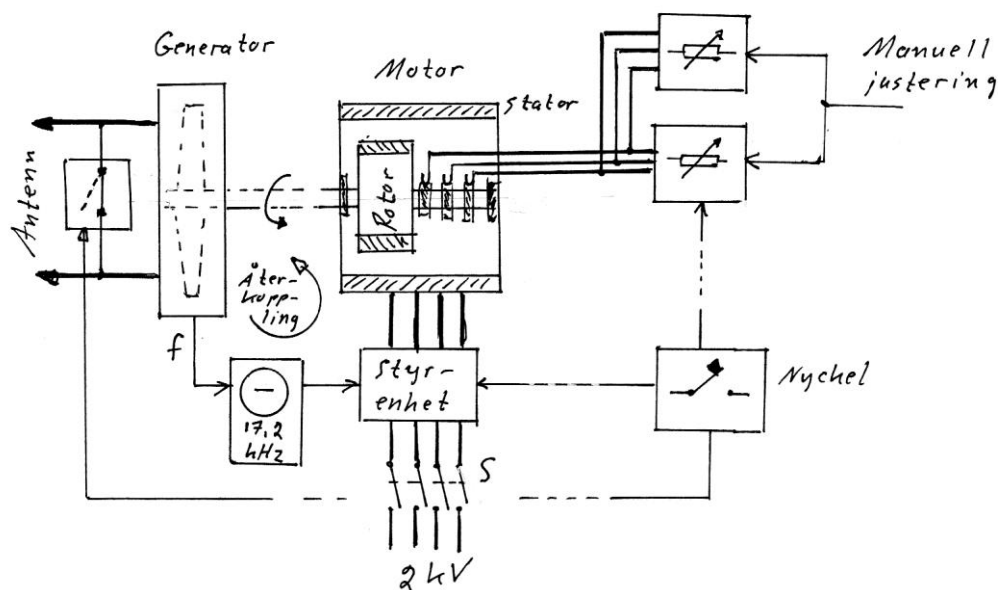 Generator
Motor
Stator
Manuell
justering
Antenn
Rotor
Åter-
kopp-
ling
f
17,2
kHz
Styr-
enhet
Nyckel
S
2 kV